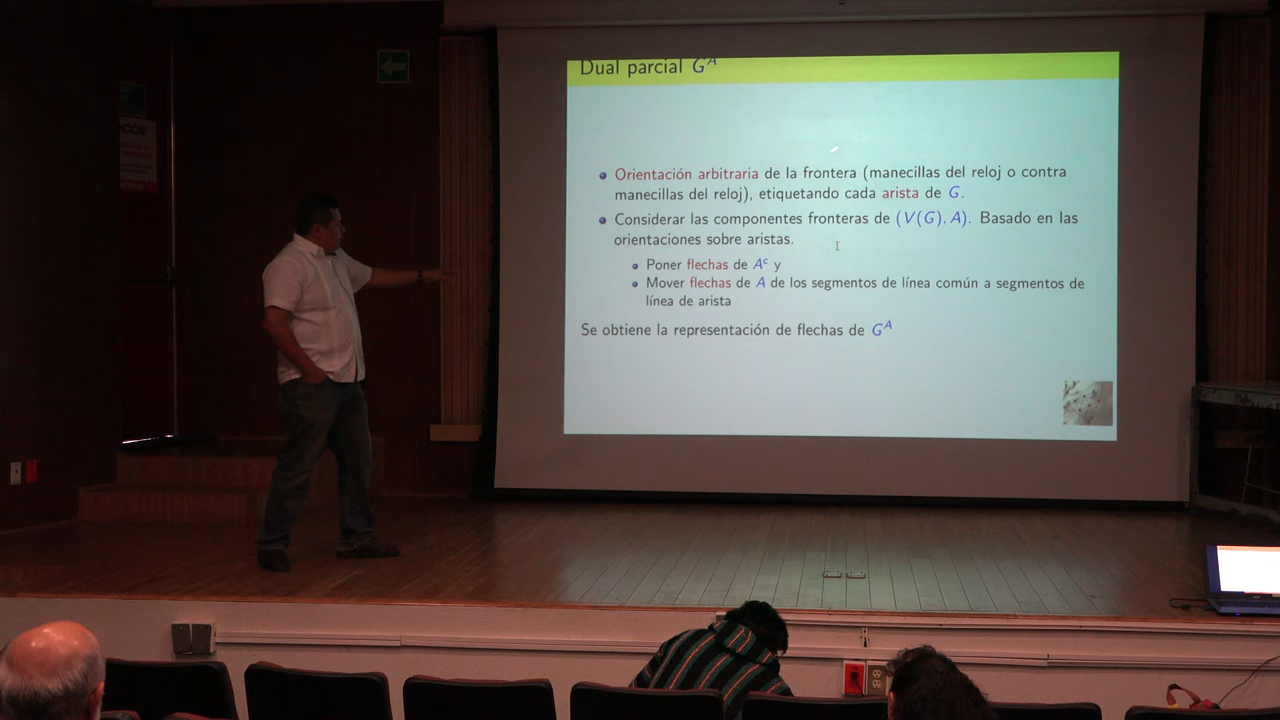 Dual parcial G^A
Orientación arbitraria de la frontera (manecillas del reloj o contra
manecillas del reloj), etiquetando cada arista de G.
Considerar las componentes fronteras de (V(G), A). Basado en las
orientaciones sobre aristas.
Poner flechas de A^c y
Mover flechas de A de los segmentos de línea común a segmentos de
línea de arista
Se obtiene la representación de flechas de G^A
NCIÓN!